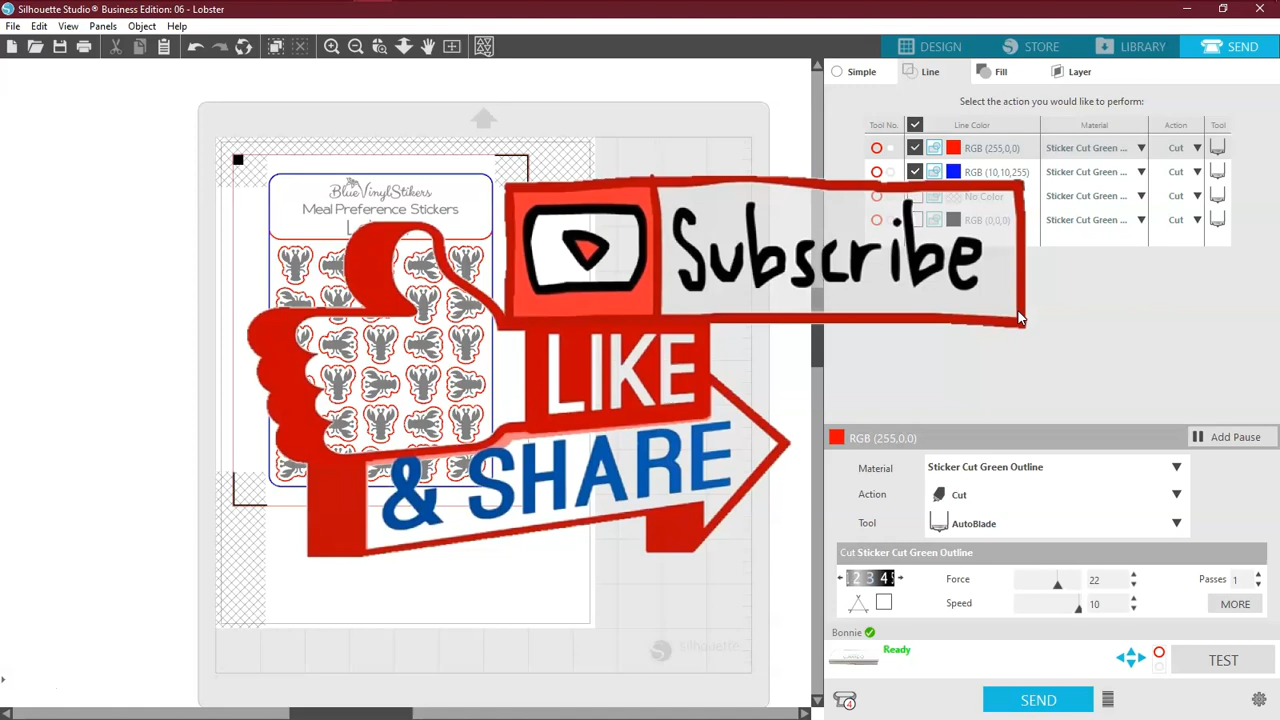 Silhouette Studio® Business Edition: 06 - Lobster
File Edit View Panels Object Help
DESIGN STORE LIBRARY SEND
Simple Line Fill Layer
Select the action you would like to perform:
Tool No. Line Color Material Action Tool
RGB (255,0,0) Sticker Cut Green ... Cut
RGB (10,10,255) Sticker Cut Green ... Cut
No Color Sticker Cut Green ... Cut
RGB (0,0,0) Sticker Cut Green ... Cut
BlueVinylStikers
Meal Preference Stickers
Subscribe
LIKE
& SHARE
RGB (255,0,0) Add Pause
Material Sticker Cut Green Outline
Action Cut
Tool AutoBlade
Cut Sticker Cut Green Outline
Force 22 Passes 1
Speed 10 MORE
Bonnie
Ready
TEST
silhouette
SEND
4